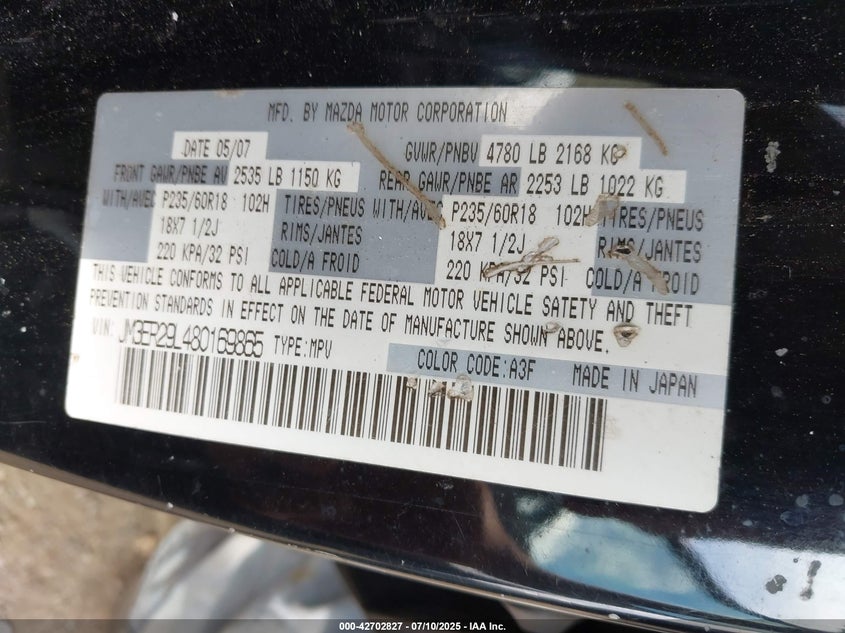 MFD. BY MAZDA MOTOR CORPORATION
DATE 05/07 GVWR/PNBV 4780 LB 2168 KG
FRONT GAWR/PNBE AV 2535 LB 1150 KG REAR GAWR/PNBE AR 2253 LB 1022 KG
WITH/AVEC P235/60R18 102H TIRES/PNEUS WITH/AVEC P235/60R18 102H TIRES/PNEUS
18X7 1/2J RIMS/JANTES 18X7 1/2J RIMS/JANTES
220 KPA/32 PSI COLD/A FROID 220 KPA/32 PSI COLD/A FROID
THIS VEHICLE CONFORMS TO ALL APPLICABLE FEDERAL MOTOR VEHICLE SAFETY AND THEFT
PREVENTION STANDARDS IN EFFECT ON THE DATE OF MANUFACTURE SHOWN ABOVE.
VIN: JM3ER29L480169865 TYPE:MPV
COLOR CODE:A3F MADE IN JAPAN
000-42702827 - 07/10/2025 - IAA Inc.